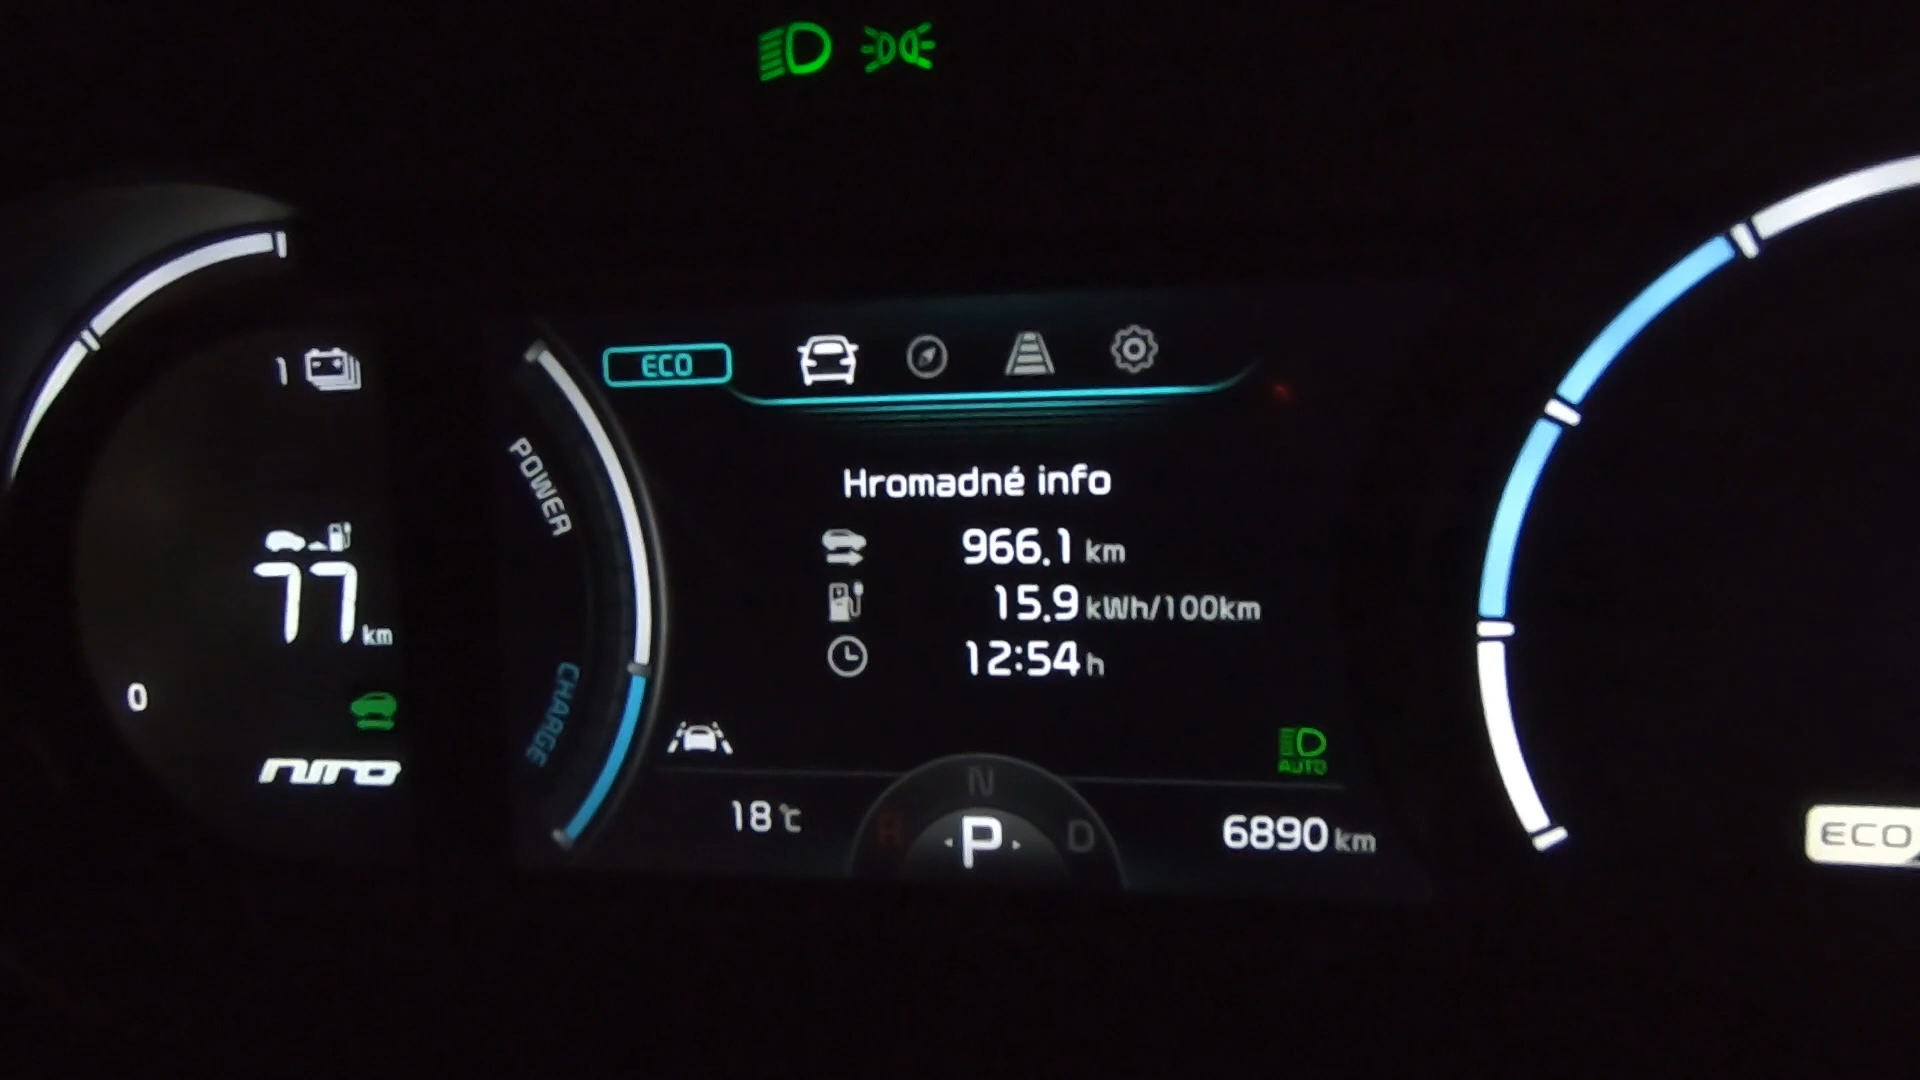 ECO
1
POWER
Hromadné info
966.1 km
15.9 kWh/100km
12:54 h
77 km
0
CHARGE
niro
AUTO
18 °C
N
R
P
D
6890 km
ECO